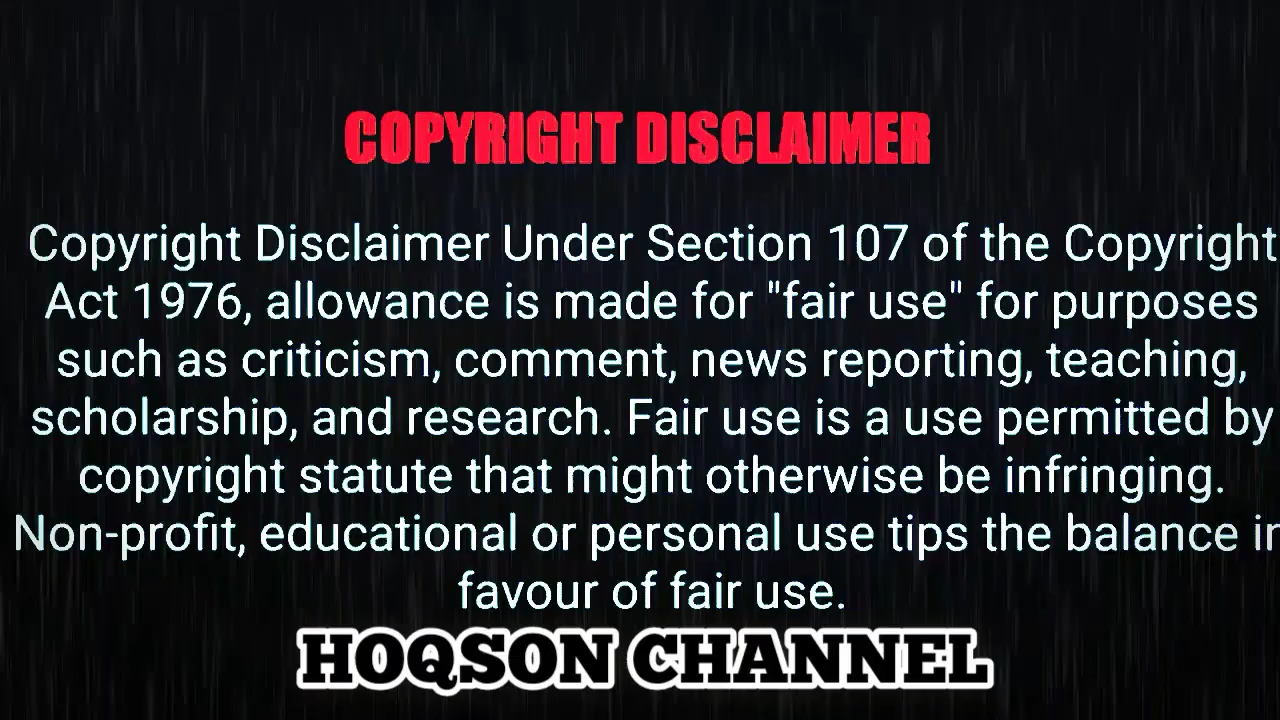 COPYRIGHT DISCLAIMER
Copyright Disclaimer Under Section 107 of the Copyright
Act 1976, allowance is made for "fair use" for purposes
such as criticism, comment, news reporting, teaching,
scholarship, and research. Fair use is a use permitted by
copyright statute that might otherwise be infringing.
Non-profit, educational or personal use tips the balance in
favour of fair use.
HOQSON CHANNEL